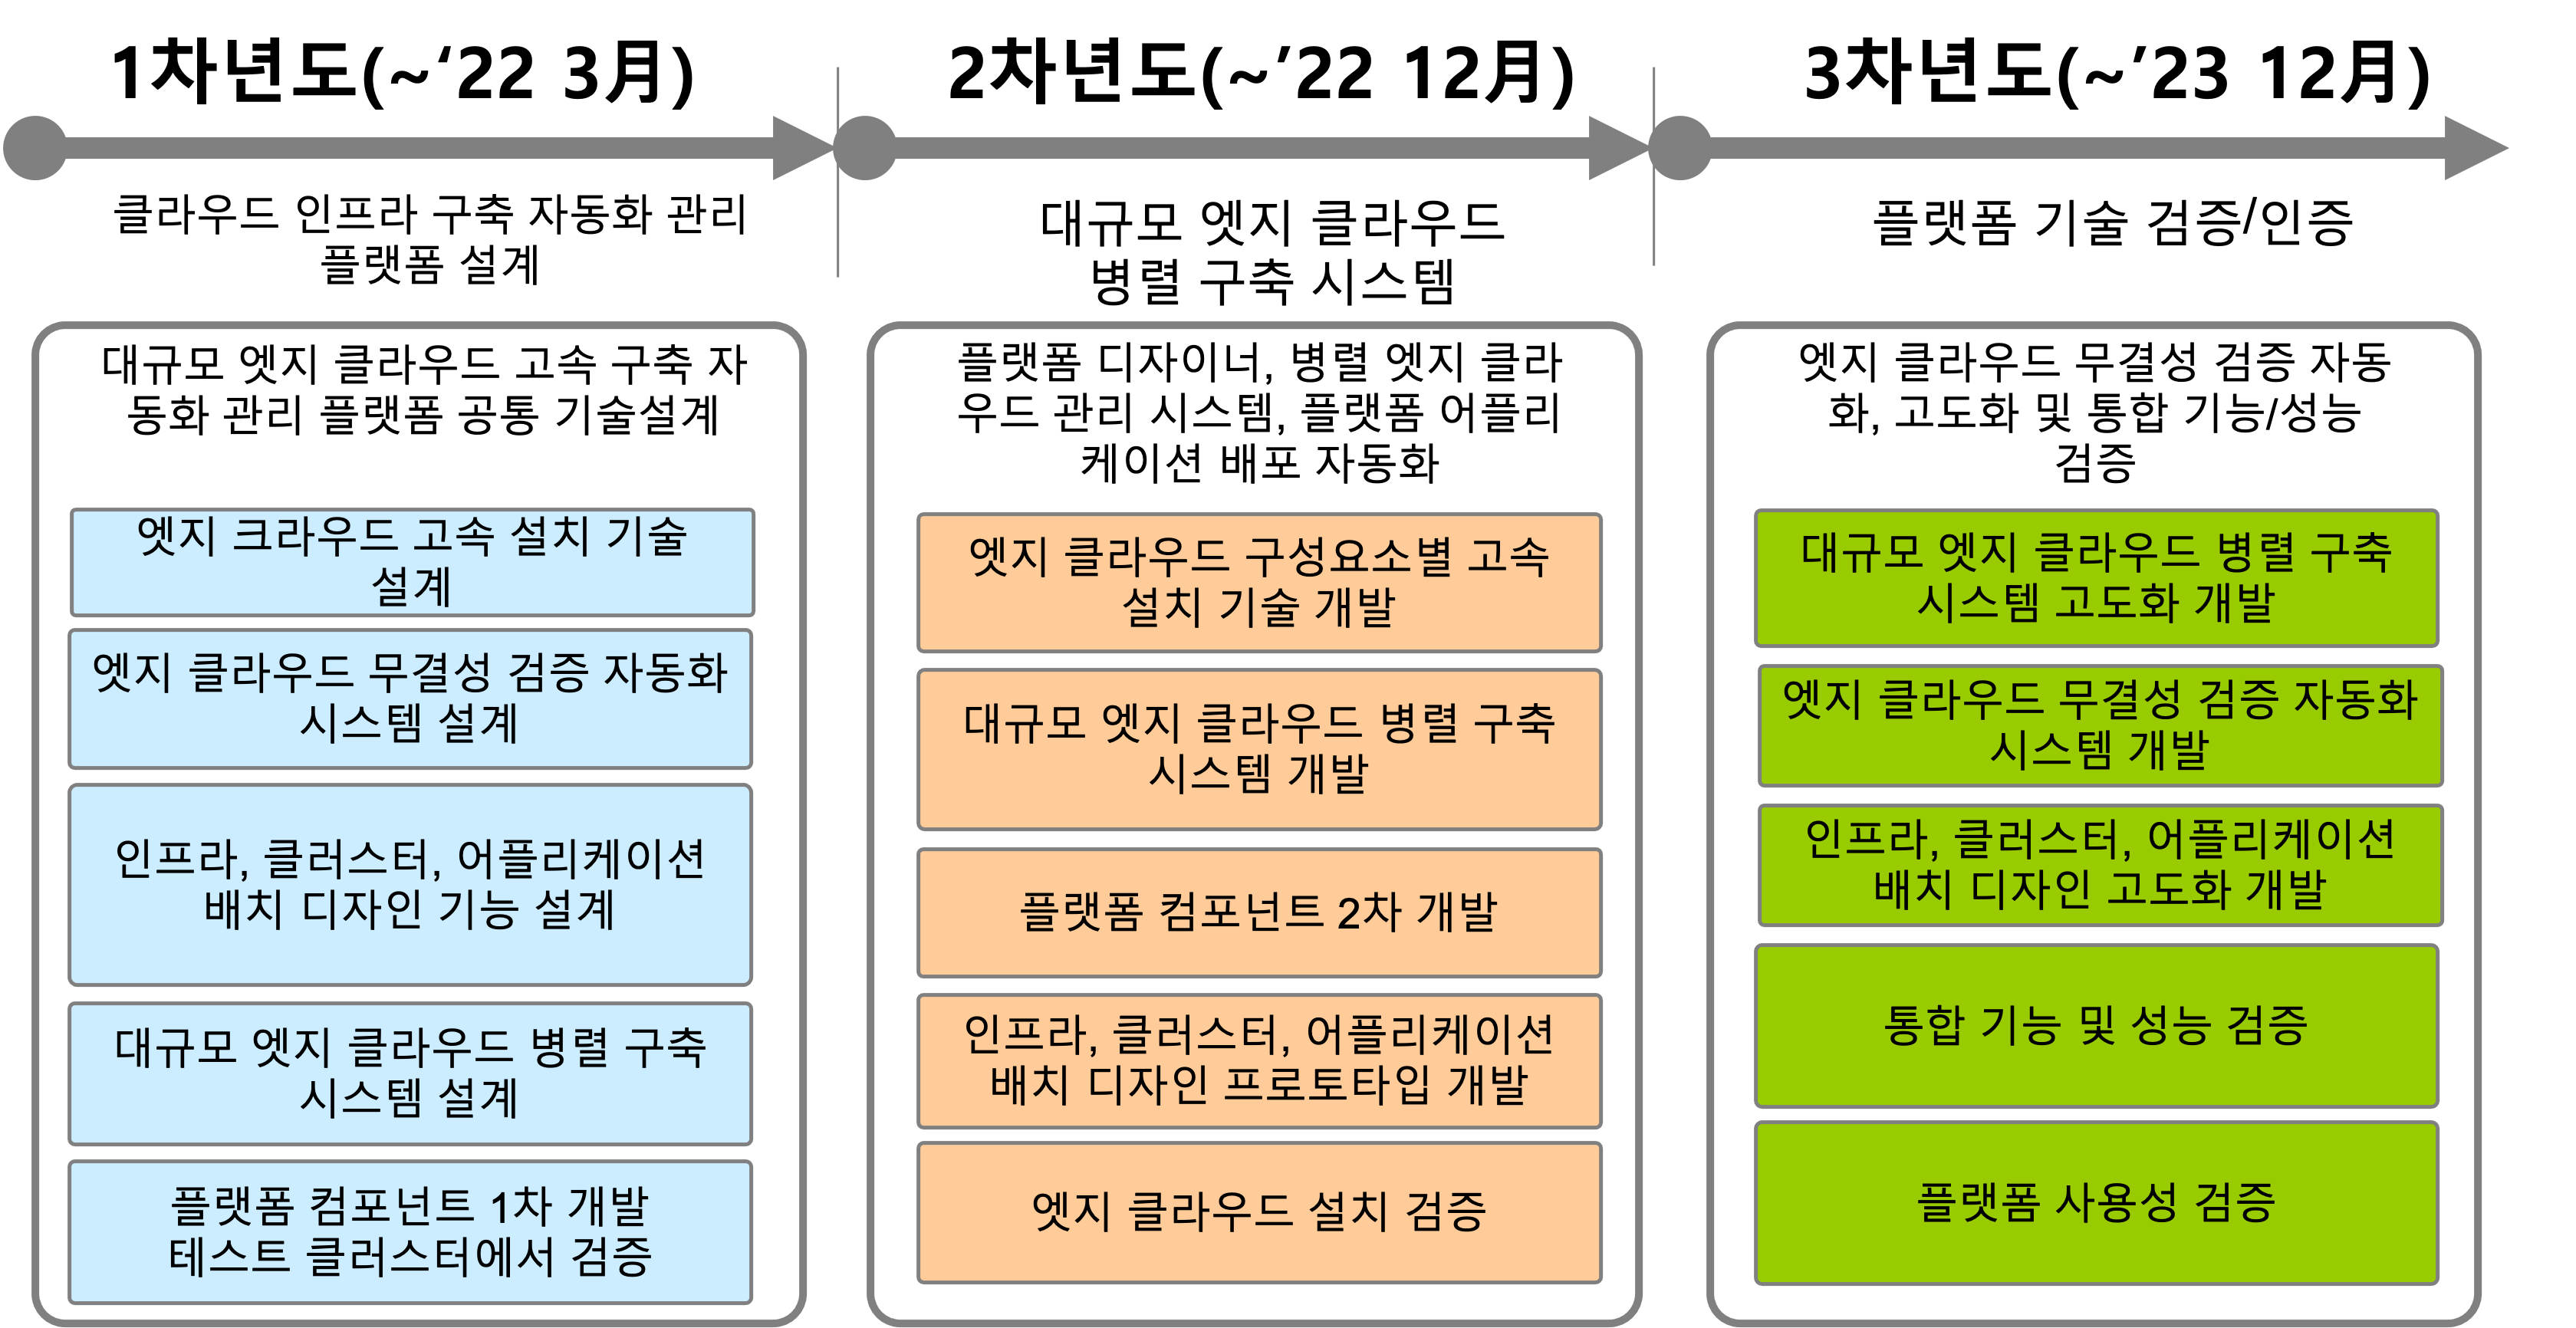 1차년도(~‘22 3月)
클라우드 인프라 구축 자동화 관리
플랫폼 설계
대규모 엣지 클라우드 고속 구축 자
동화 관리 플랫폼 공통 기술설계
엣지 크라우드 고속 설치 기술
설계
엣지 클라우드 무결성 검증 자동화
시스템 설계
인프라, 클러스터, 어플리케이션
배치 디자인 기능 설계
대규모 엣지 클라우드 병렬 구축
시스템 설계
플랫폼 컴포넌트 1차 개발
테스트 클러스터에서 검증
2차년도(~’22 12月)
대규모 엣지 클라우드
병렬 구축 시스템
플랫폼 디자이너, 병렬 엣지 클라
우드 관리 시스템, 플랫폼 어플리
케이션 배포 자동화
엣지 클라우드 구성요소별 고속
설치 기술 개발
대규모 엣지 클라우드 병렬 구축
시스템 개발
플랫폼 컴포넌트 2차 개발
인프라, 클러스터, 어플리케이션
배치 디자인 프로토타입 개발
엣지 클라우드 설치 검증
3차년도(~’23 12月)
플랫폼 기술 검증/인증
엣지 클라우드 무결성 검증 자동
화, 고도화 및 통합 기능/성능
검증
대규모 엣지 클라우드 병렬 구축
시스템 고도화 개발
엣지 클라우드 무결성 검증 자동화
시스템 개발
인프라, 클러스터, 어플리케이션
배치 디자인 고도화 개발
통합 기능 및 성능 검증
플랫폼 사용성 검증